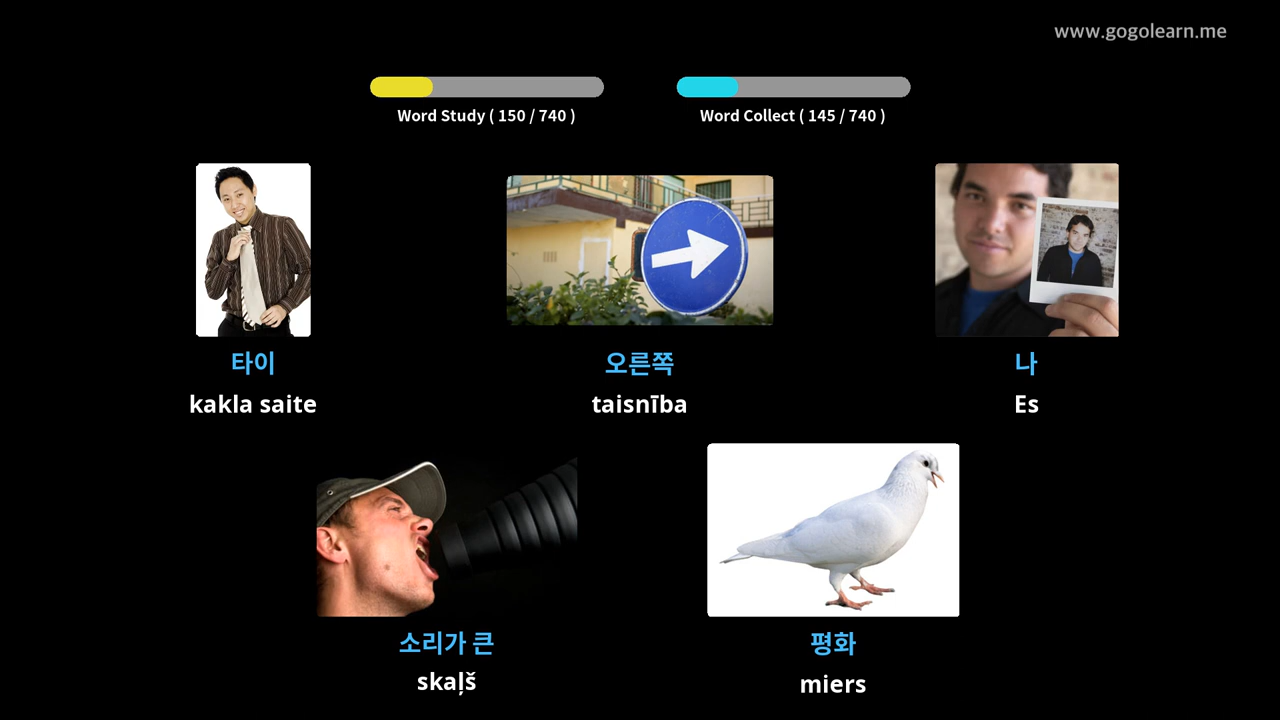 www.gogolearn.me
Word Study ( 150 / 740 )
Word Collect ( 145 / 740 )
타이
kakla saite
오른쪽
taisnība
나
Es
소리가 큰
skaļš
평화
miers